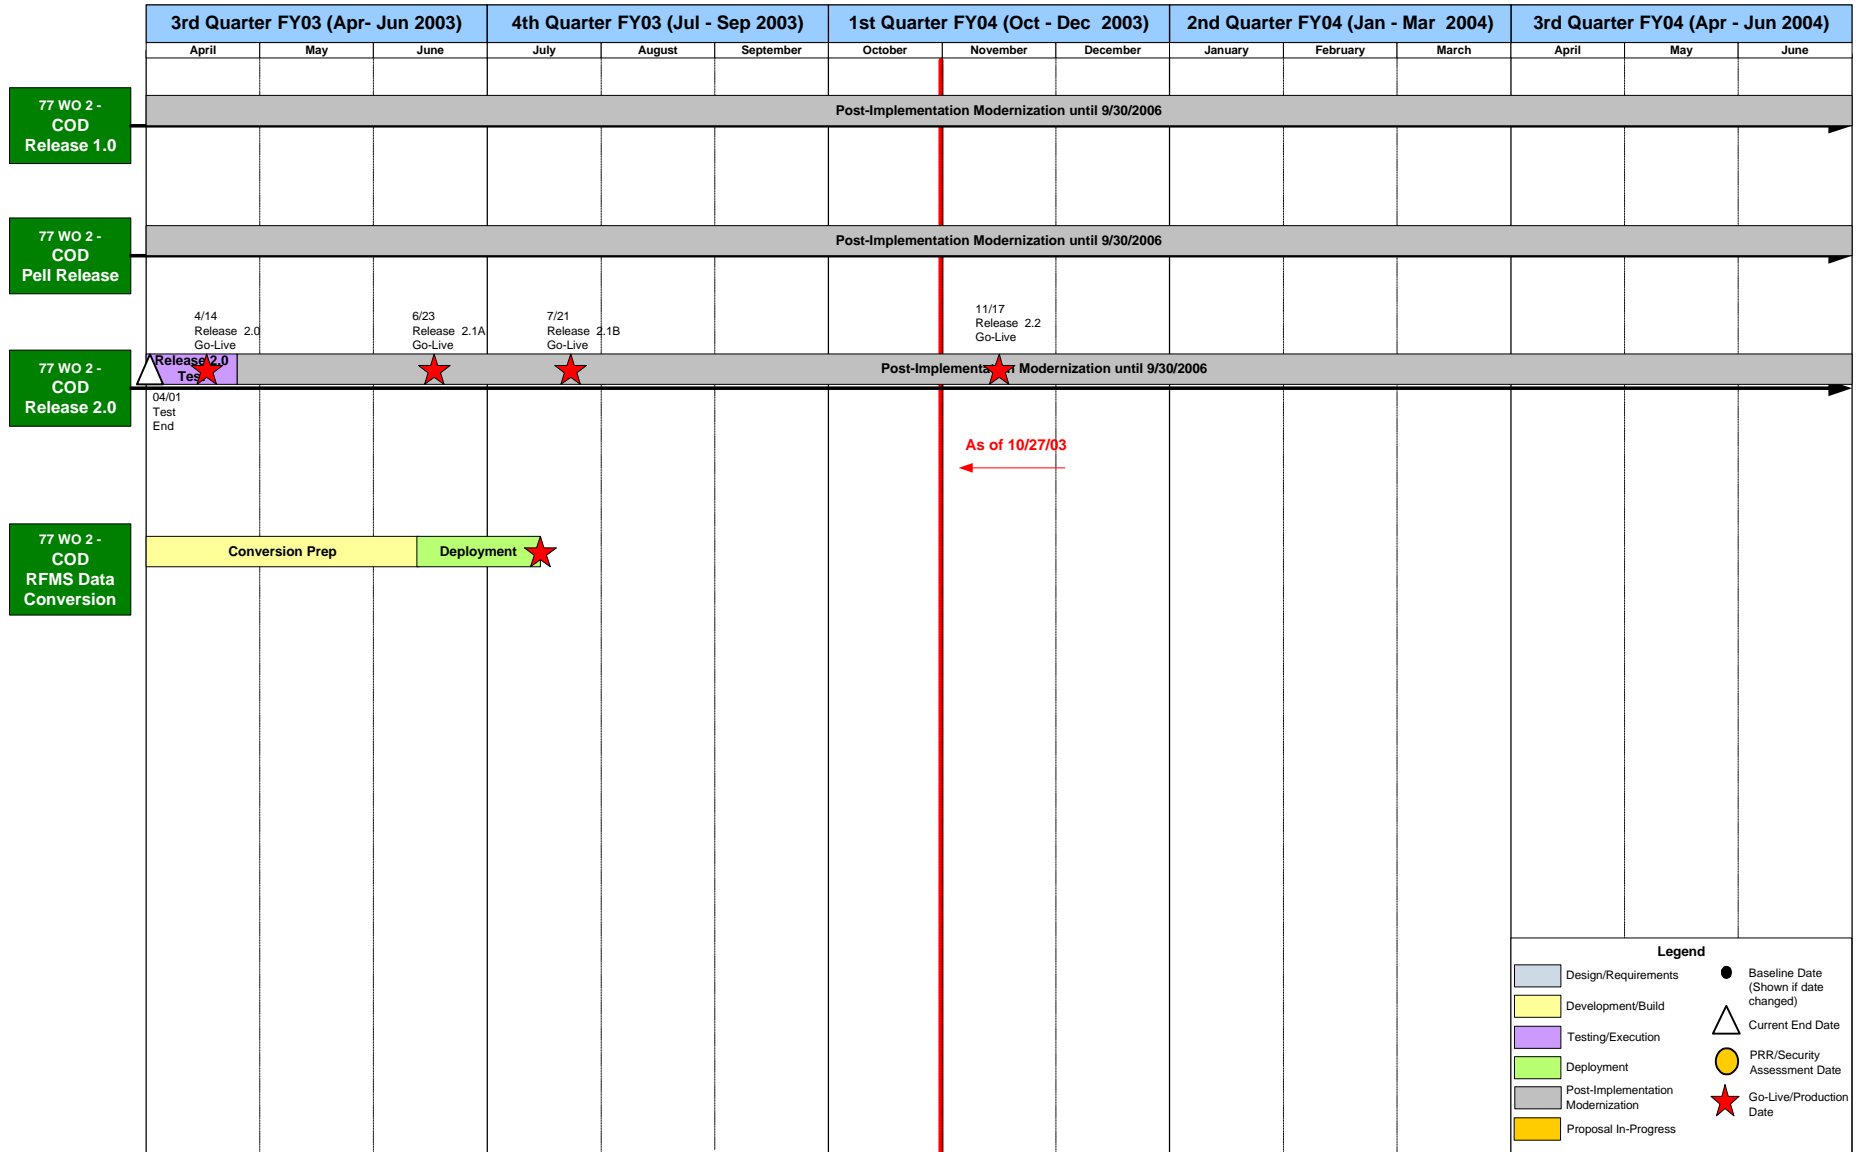 3rd Quarter FY03 (Apr- Jun 2003)
4th Quarter FY03 (Jul - Sep 2003)
1st Quarter FY04 (Oct - Dec 2003)
2nd Quarter FY04 (Jan - Mar 2004)
3rd Quarter FY04 (Apr - Jun 2004)
April
May
June
July
August
September
October
November
December
January
February
March
April
May
June
77 WO 2 -
COD
Release 1.0
Post-Implementation Modernization until 9/30/2006
77 WO 2 -
COD
Pell Release
Post-Implementation Modernization until 9/30/2006
4/14
Release 2.0
Go-Live
6/23
Release 2.1A
Go-Live
7/21
Release 2.1B
Go-Live
11/17
Release 2.2
Go-Live
77 WO 2 -
COD
Release 2.0
Release 2.0
Test
Post-Implementation Modernization until 9/30/2006
04/01
Test
End
As of 10/27/03
77 WO 2 -
COD
RFMS Data
Conversion
Conversion Prep
Deployment
Legend
Design/Requirements
Development/Build
Testing/Execution
Deployment
Post-Implementation
Modernization
Proposal In-Progress
Baseline Date
(Shown if date
changed)
Current End Date
PRR/Security
Assessment Date
Go-Live/Production
Date